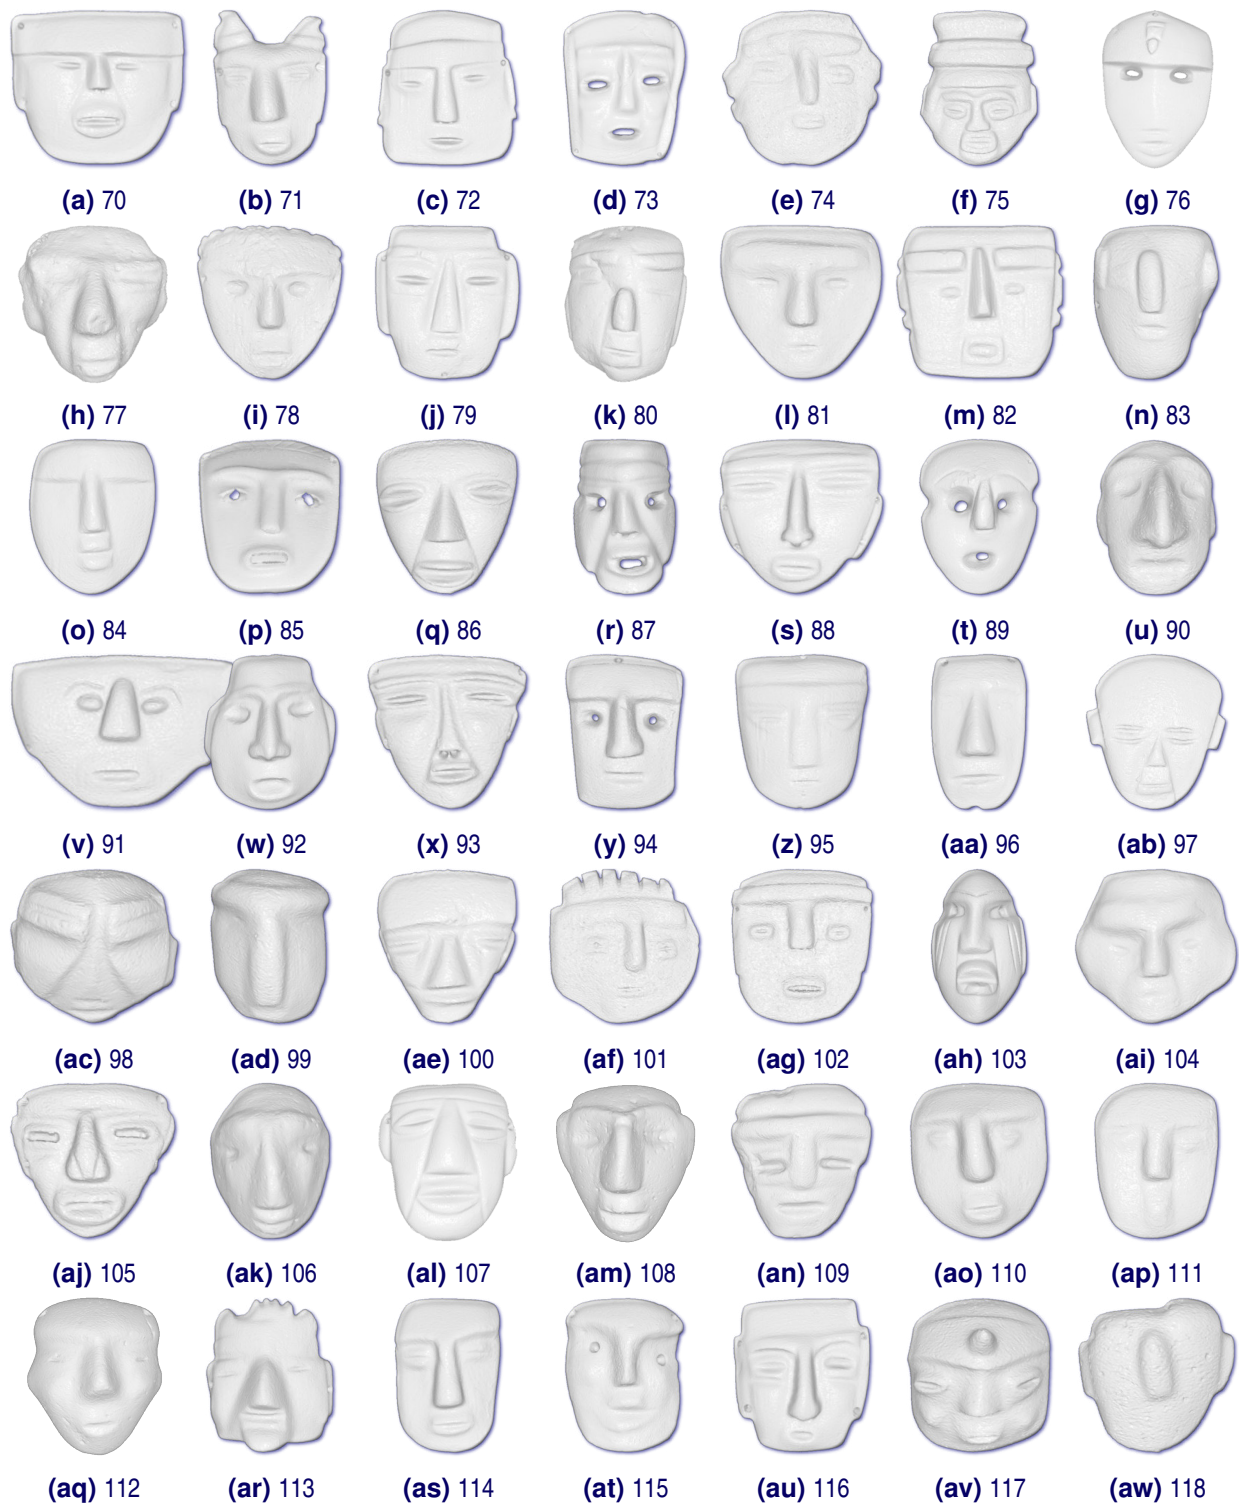 (a) 70 (b) 71 (c) 72 (d) 73 (e) 74 (f) 75 (g) 76
(h) 77 (i) 78 (j) 79 (k) 80 (l) 81 (m) 82 (n) 83
(o) 84 (p) 85 (q) 86 (r) 87 (s) 88 (t) 89 (u) 90
(v) 91 (w) 92 (x) 93 (y) 94 (z) 95 (aa) 96 (ab) 97
(ac) 98 (ad) 99 (ae) 100 (af) 101 (ag) 102 (ah) 103 (ai) 104
(aj) 105 (ak) 106 (al) 107 (am) 108 (an) 109 (ao) 110 (ap) 111
(aq) 112 (ar) 113 (as) 114 (at) 115 (au) 116 (av) 117 (aw) 118